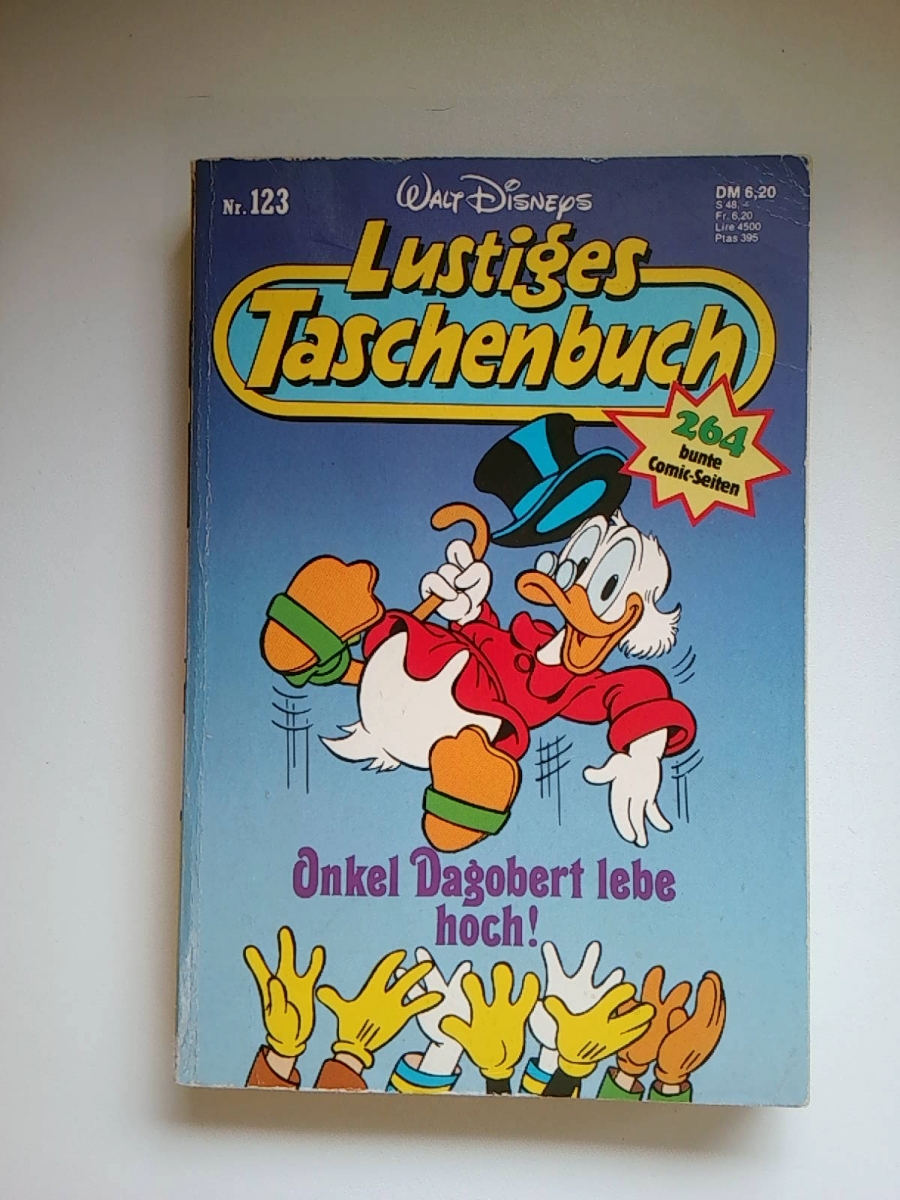 Nr. 123
Walt Disneys
DM 6,20
S 48,-
Fr. 6,20
Lire 4500
Ptas 395
Lustiges
Taschenbuch
264
bunte
Comic-Seiten
Onkel Dagobert lebe
hoch!